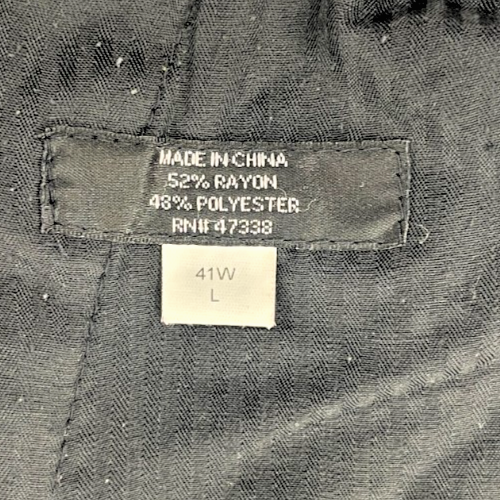 MADE IN CHINA
52% RAYON
48% POLYESTER
RN# 47338
41W
L